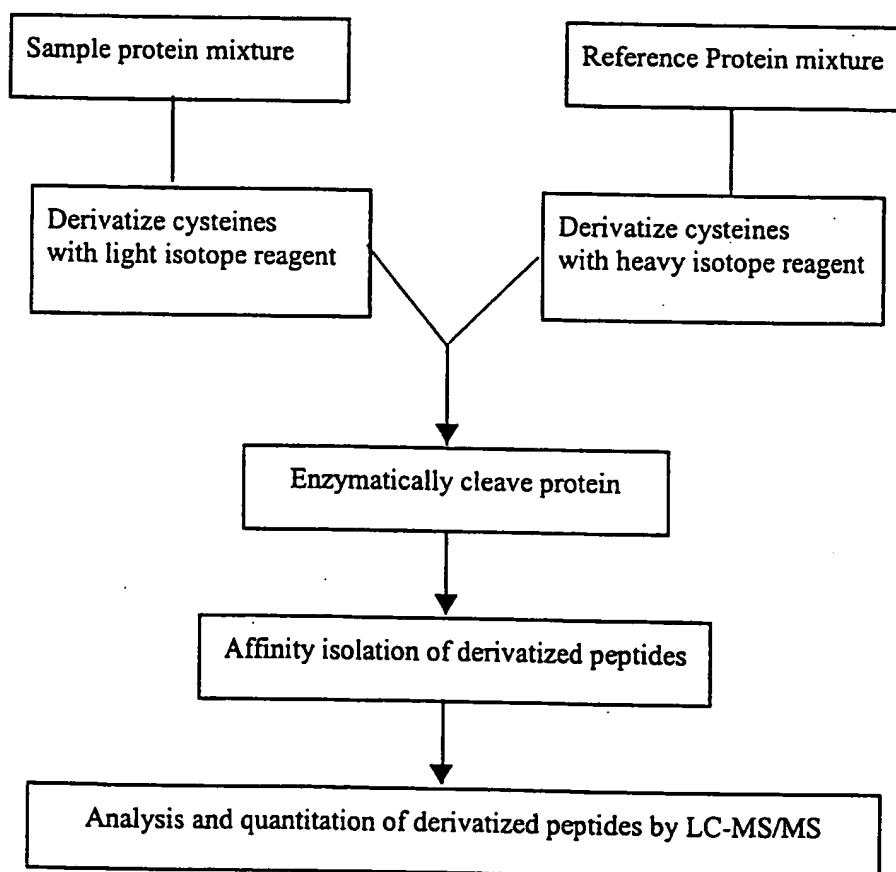 Sample protein mixture
Reference Protein mixture
Derivatize cysteines
with light isotope reagent
Derivatize cysteines
with heavy isotope reagent
Enzymatically cleave protein
Affinity isolation of derivatized peptides
Analysis and quantitation of derivatized peptides by LC-MS/MS